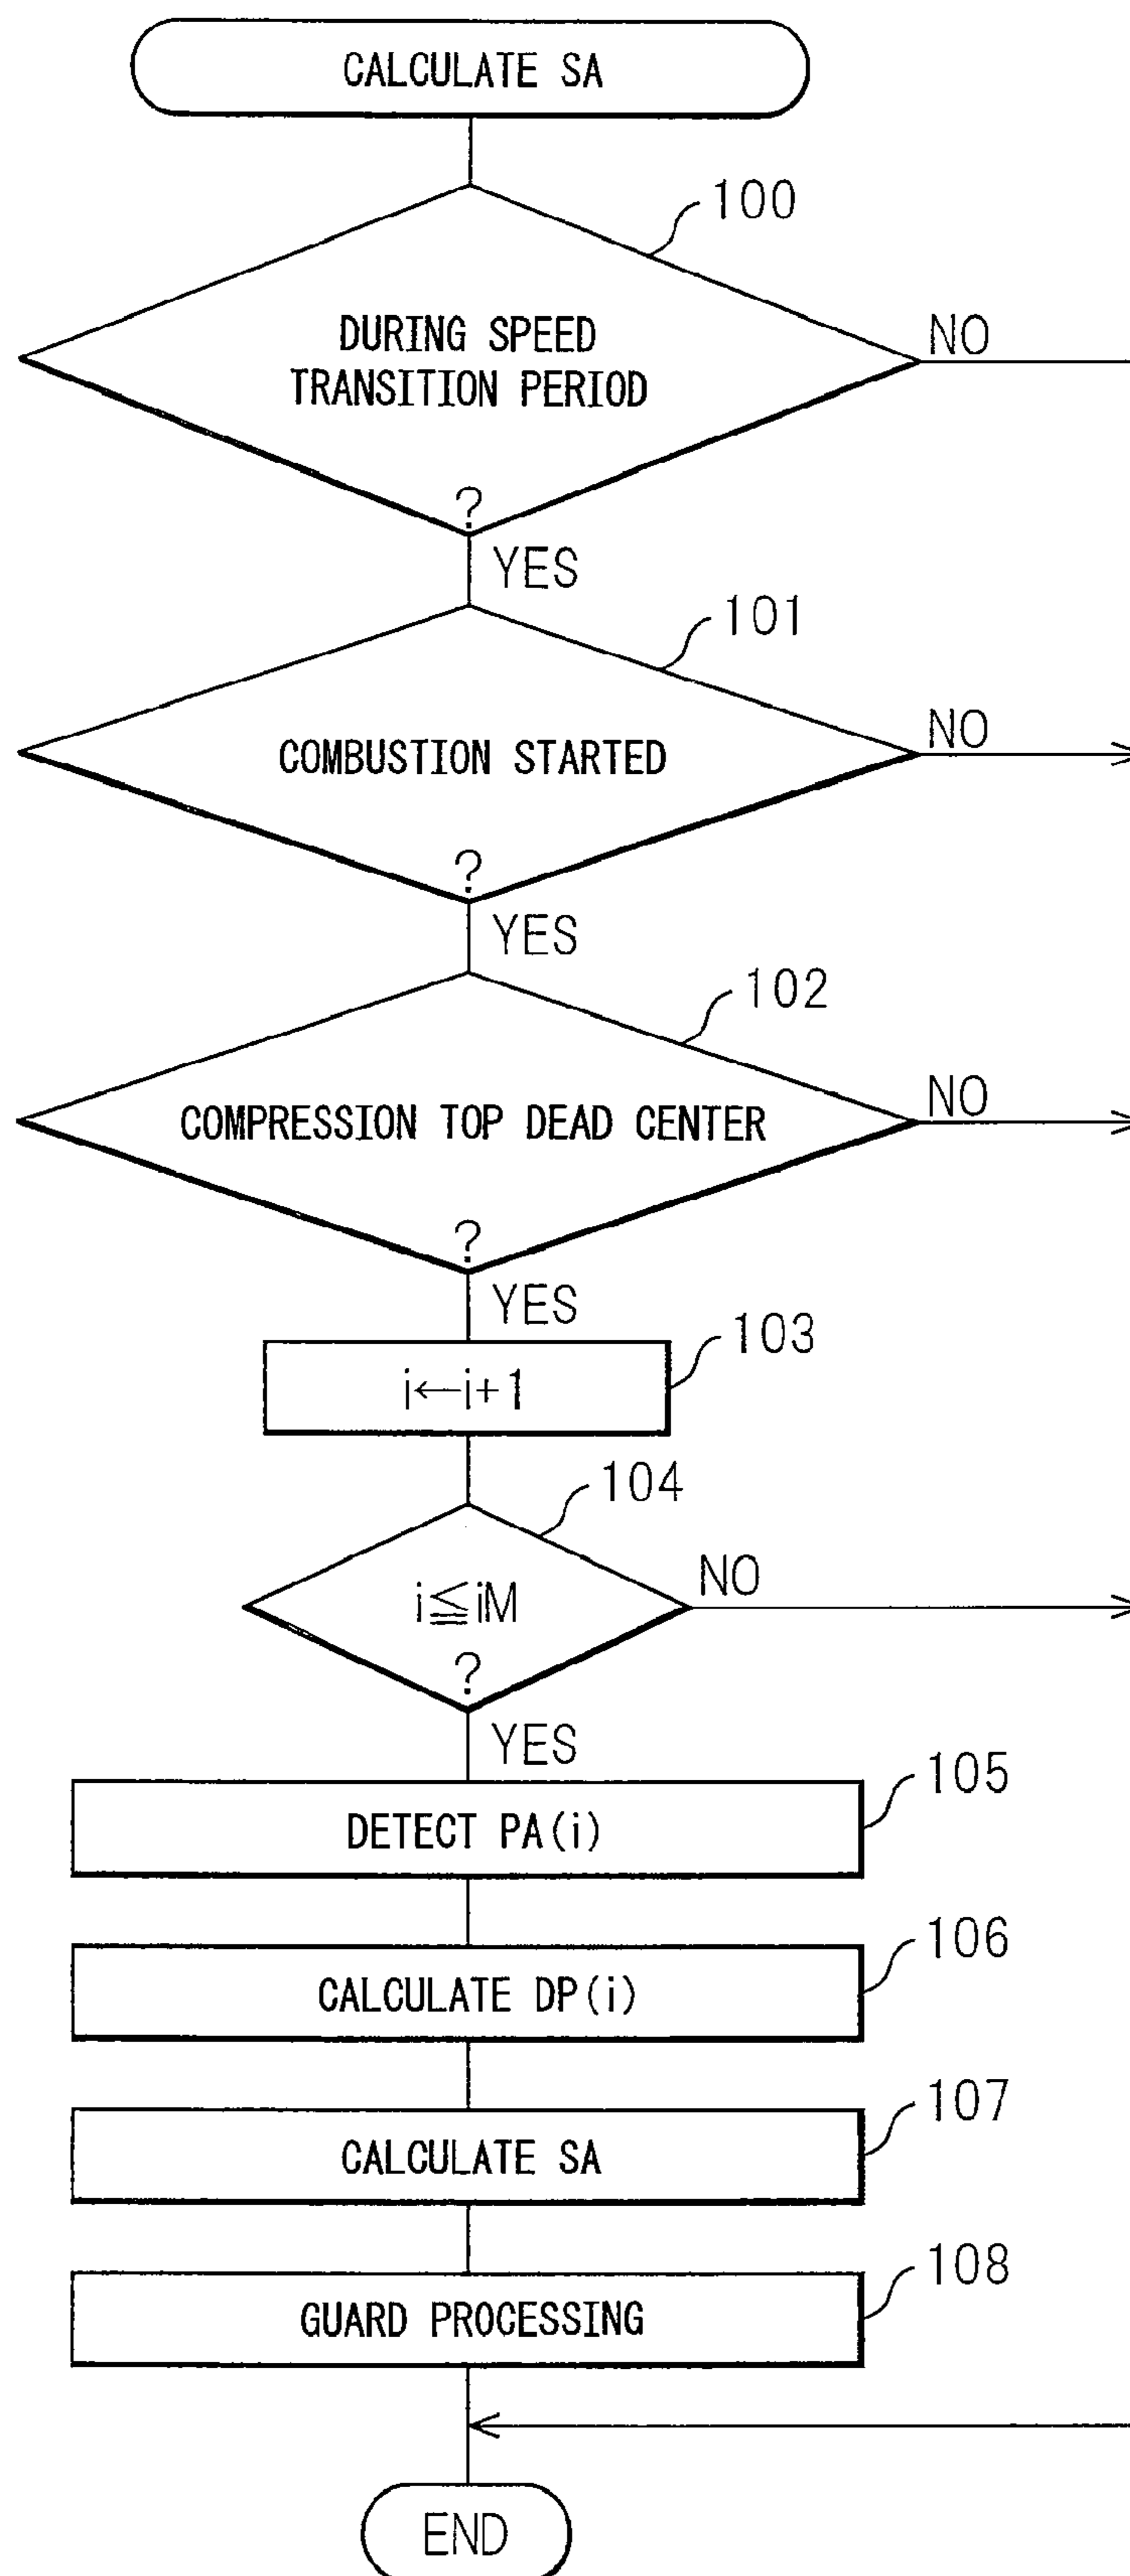 CALCULATE SA
100
DURING SPEED
TRANSITION PERIOD
?
NO
YES
101
COMBUSTION STARTED
?
NO
YES
102
COMPRESSION TOP DEAD CENTER
?
NO
YES
103
i←i+1
104
i≦iM
?
NO
YES
105
DETECT PA(i)
106
CALCULATE DP(i)
107
CALCULATE SA
108
GUARD PROCESSING
END